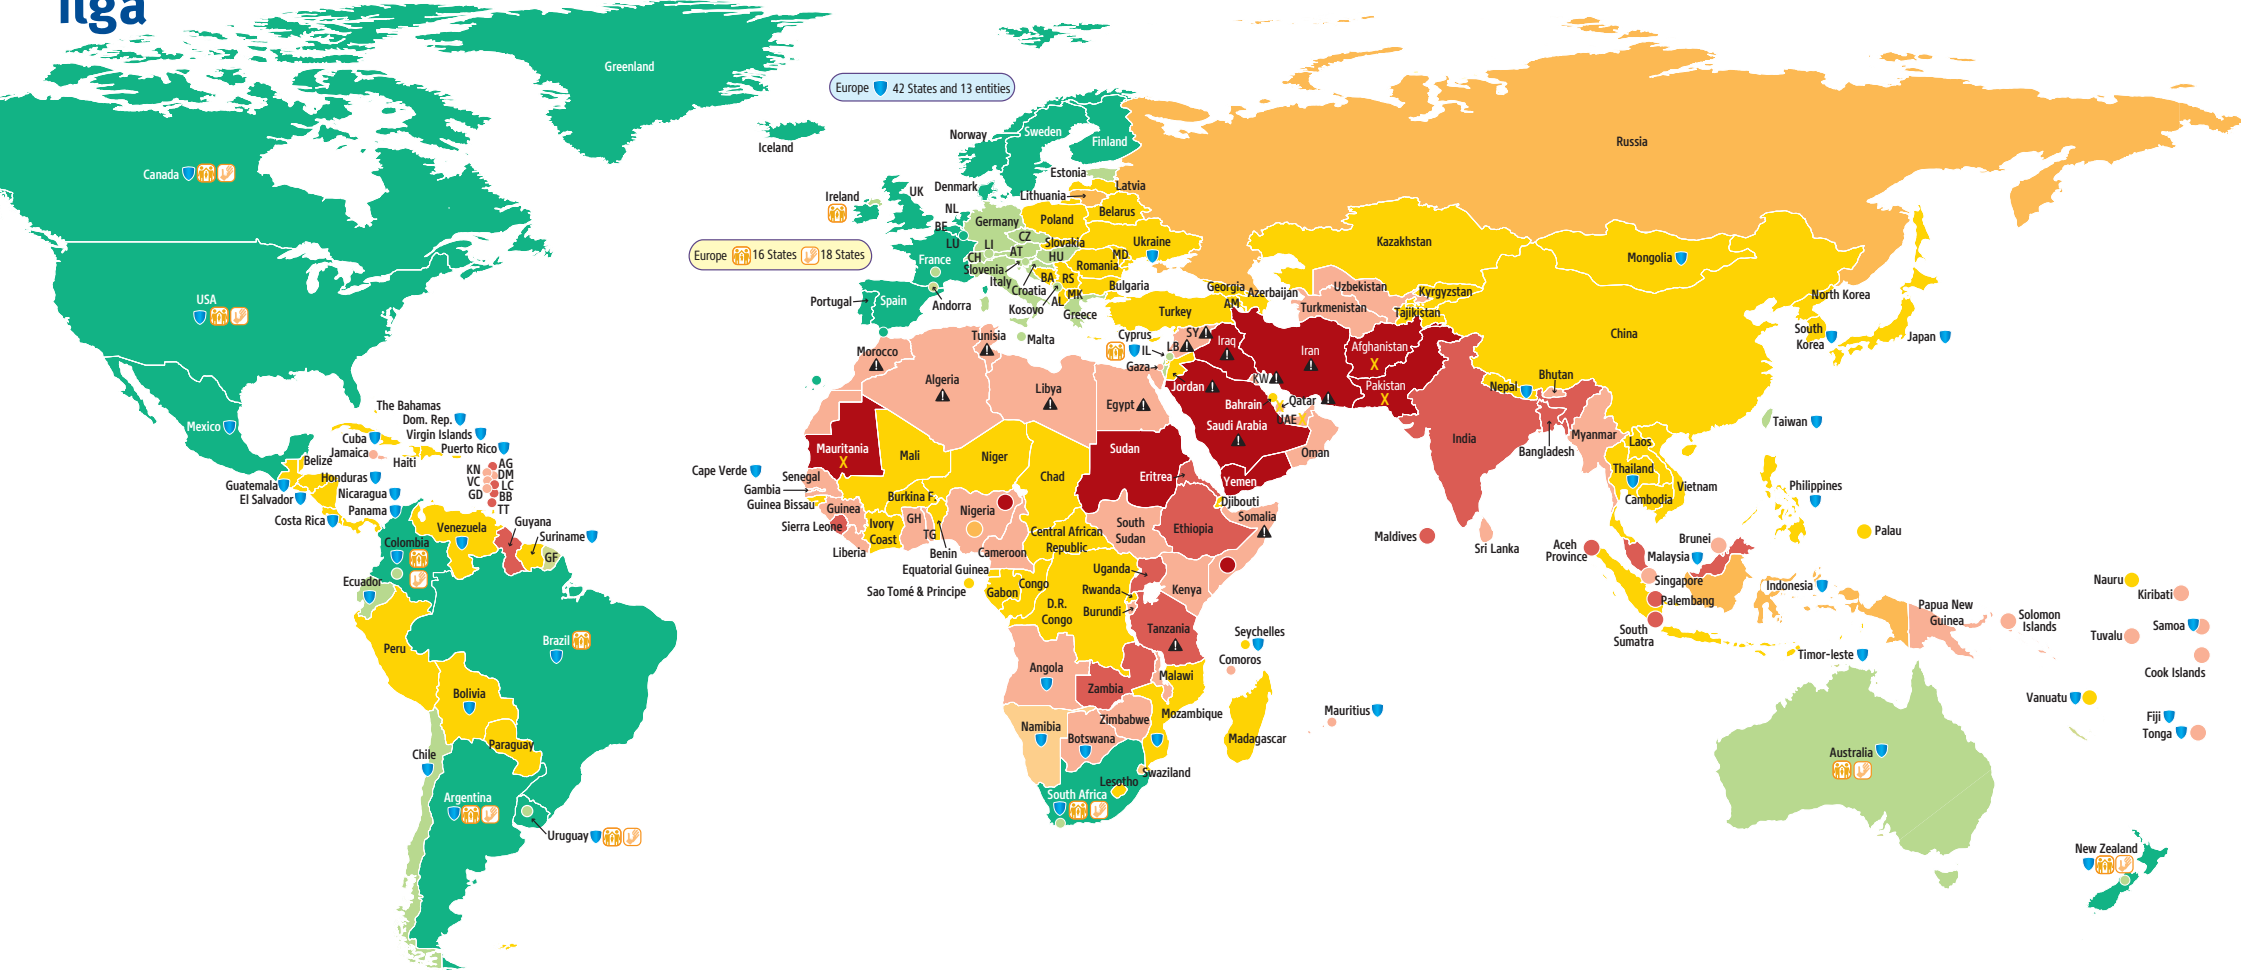 ilga
Greenland
Europe 42 States and 13 entities
Iceland
Norway
Sweden
Finland
Russia
Canada
Estonia
Latvia
Lithuania
Ireland
UK
Denmark
NL
BE
LU
Germany
Poland
Belarus
CZ
Slovakia
Ukraine
LI
AT
HU
MD
CH
France
Slovenia
Italy
Croatia
BA
RS
Romania
Bulgaria
Kosovo
AL
MK
Greece
Europe 16 States 18 States
Portugal
Spain
Andorra
Malta
Kazakhstan
Mongolia
USA
Georgia
Azerbaijan
AM
Turkey
Uzbekistan
Turkmenistan
Kyrgyzstan
Tajikistan
China
North Korea
South
Korea
Japan
Cyprus
SY
LB
IL
Gaza
Iraq
Iran
Afghanistan
X
Jordan
KW
Pakistan
X
Bahrain
Qatar
UAE
Saudi Arabia
Oman
Yemen
Nepal
Bhutan
Taiwan
Morocco
Tunisia
Algeria
Libya
Egypt
Mexico
The Bahamas
Dom. Rep.
Cuba
Virgin Islands
Jamaica
Puerto Rico
Belize
Haiti
Honduras
Guatemala
El Salvador
Nicaragua
Costa Rica
Panama
KN
AG
DM
VC
LC
GD
BB
TT
Mauritania
X
Mali
Niger
Chad
Sudan
Eritrea
India
Bangladesh
Myanmar
Laos
Thailand
Vietnam
Cambodia
Philippines
Cape Verde
Senegal
Gambia
Guinea Bissau
Guinea
Sierra Leone
Liberia
Burkina F.
Ivory
Coast
GH
TG
Benin
Nigeria
Cameroon
Equatorial Guinea
Sao Tomé & Principe
Gabon
Congo
D.R.
Congo
Central African
Republic
South
Sudan
Ethiopia
Djibouti
Somalia
Uganda
Kenya
Rwanda
Burundi
Tanzania
Seychelles
Comoros
Maldives
Sri Lanka
Aceh
Province
Brunei
Malaysia
Singapore
Palembang
South
Sumatra
Indonesia
Timor-leste
Papua New
Guinea
Palau
Nauru
Kiribati
Solomon
Islands
Tuvalu
Samoa
Cook Islands
Vanuatu
Fiji
Tonga
Venezuela
Guyana
Suriname
GF
Colombia
Ecuador
Brazil
Peru
Bolivia
Paraguay
Chile
Argentina
Uruguay
Angola
Zambia
Malawi
Mozambique
Zimbabwe
Namibia
Botswana
Madagascar
Mauritius
Swaziland
Lesotho
South Africa
Australia
New Zealand